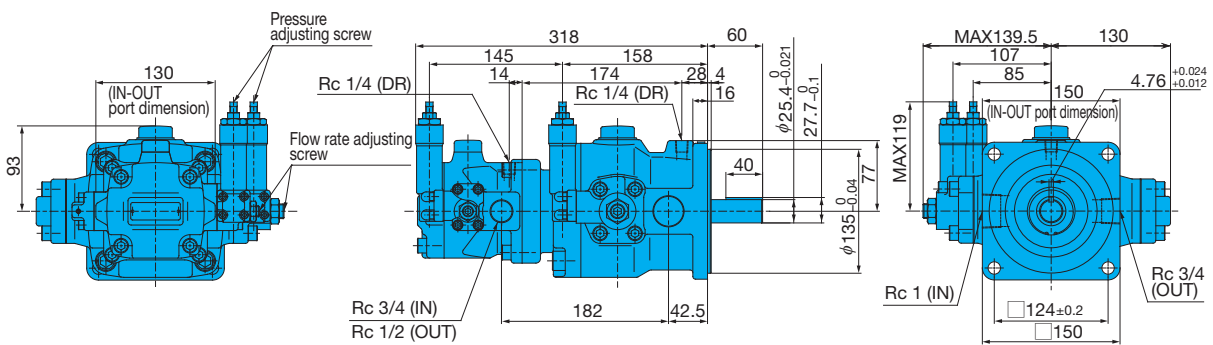 Pressure
adjusting screw
130
(IN-OUT
port dimension)
Flow rate adjusting
screw
93
318
60
145
158
14
174
28
4
16
Rc 1/4 (DR)
Rc 1/4 (DR)
ϕ25.4 0 -0.021
27.7 0 -0.1
40
77
ϕ135 0 -0.04
Rc 3/4 (IN)
Rc 1/2 (OUT)
182
42.5
MAX139.5
130
107
85
4.76 +0.024 +0.012
150
(IN-OUT port dimension)
MAX119
Rc 1 (IN)
Rc 3/4
(OUT)
□124±0.2
□150